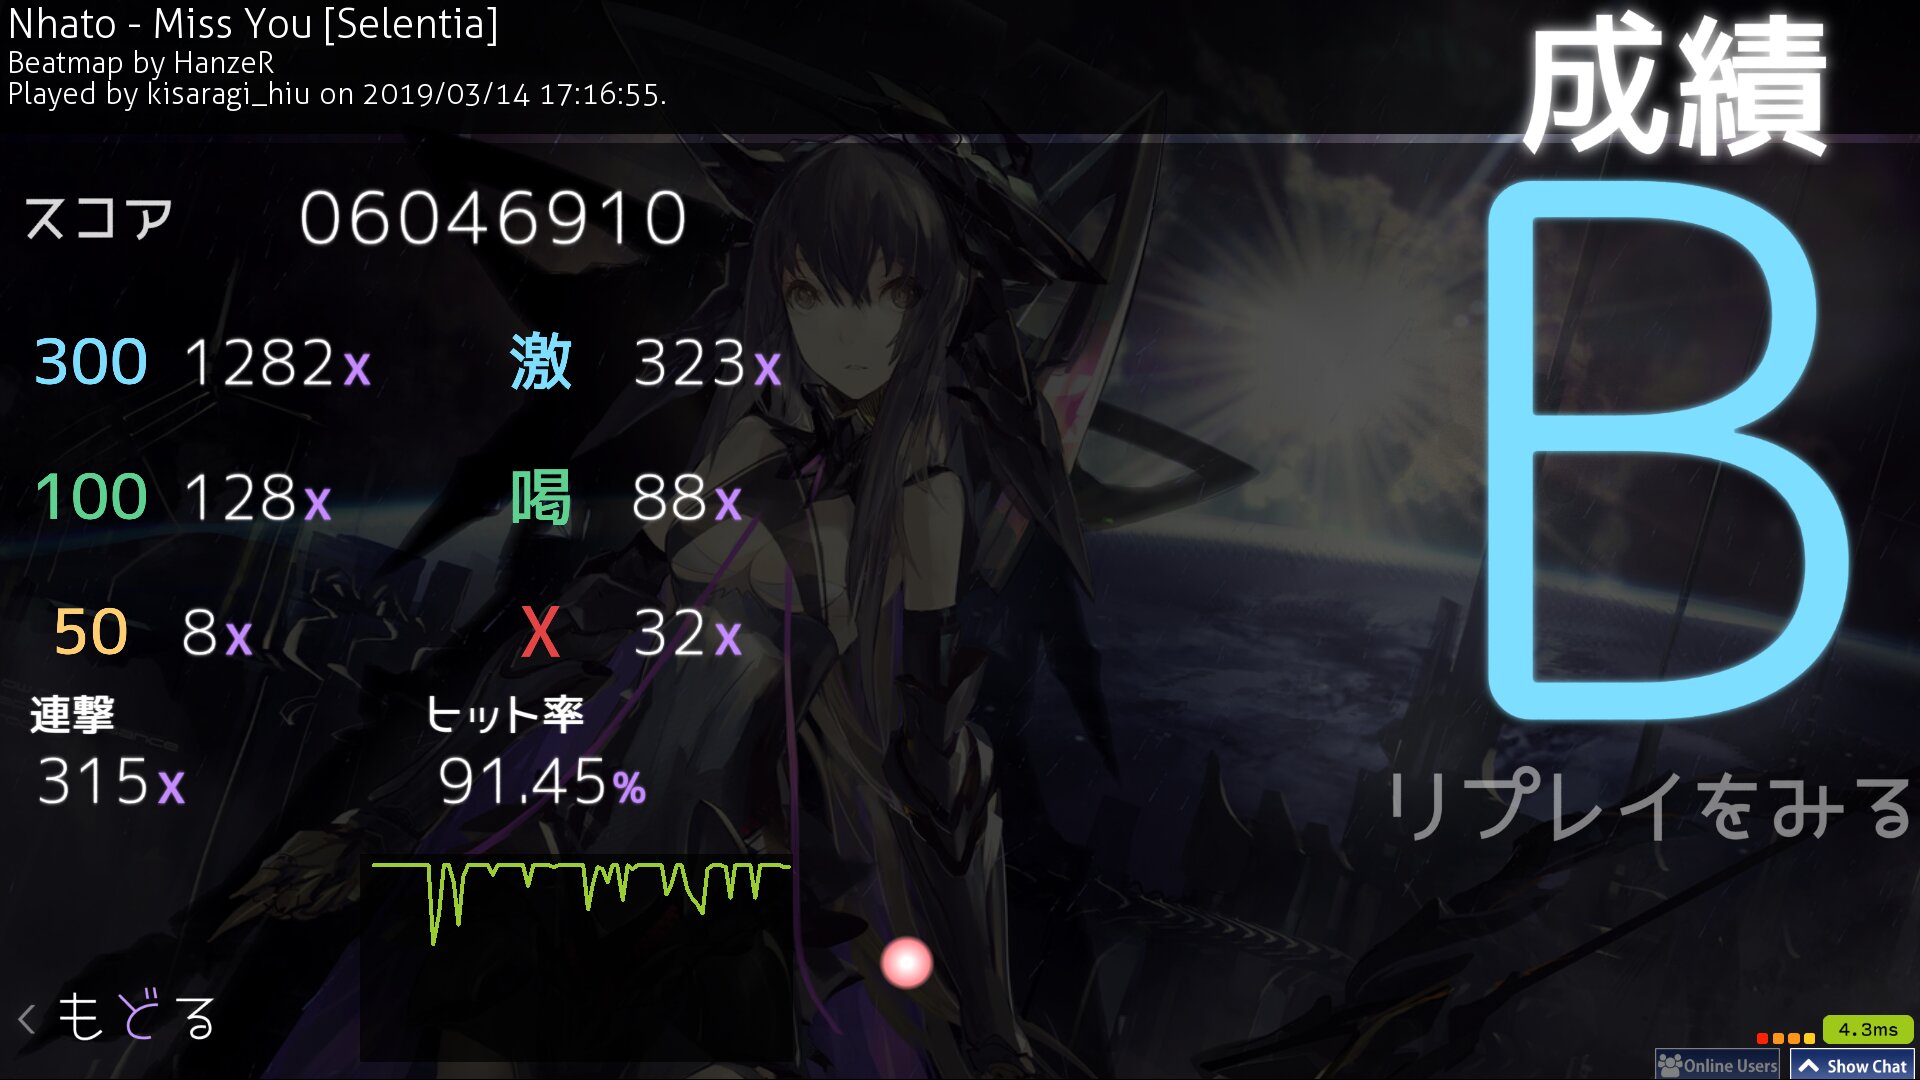 Nhato - Miss You [Selentia]
Beatmap by HanzeR
Played by kisaragi_hiu on 2019/03/14 17:16:55.
成績
スコア 06046910
300 1282x 激 323x
100 128x 喝 88x
50 8x X 32x
連撃 ヒット率
315x 91.45%
B
リプレイをみる
< もどる
4.3ms
Online Users Show Chat